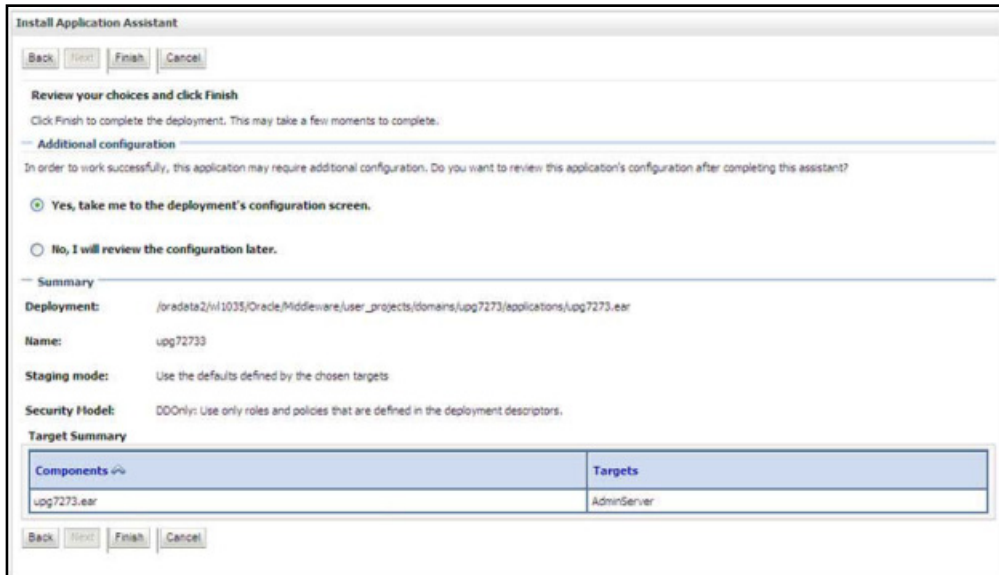 Install Application Assistant
Back Next Finish Cancel
Review your choices and click Finish
Click Finish to complete the deployment. This may take a few moments to complete.
Additional configuration
In order to work successfully, this application may require additional configuration. Do you want to review this application's configuration after completing this assistant?
Yes, take me to the deployment's configuration screen.
No, I will review the configuration later.
Summary
Deployment: /oradata2/wl1035/Oracle/Middleware/user_projects/domains/upg7273/applications/upg7273.ear
Name: upg72733
Staging mode: Use the defaults defined by the chosen targets
Security Model: DDOnly: Use only roles and policies that are defined in the deployment descriptors.
Target Summary
Components Targets
upg7273.ear AdminServer
Back Next Finish Cancel